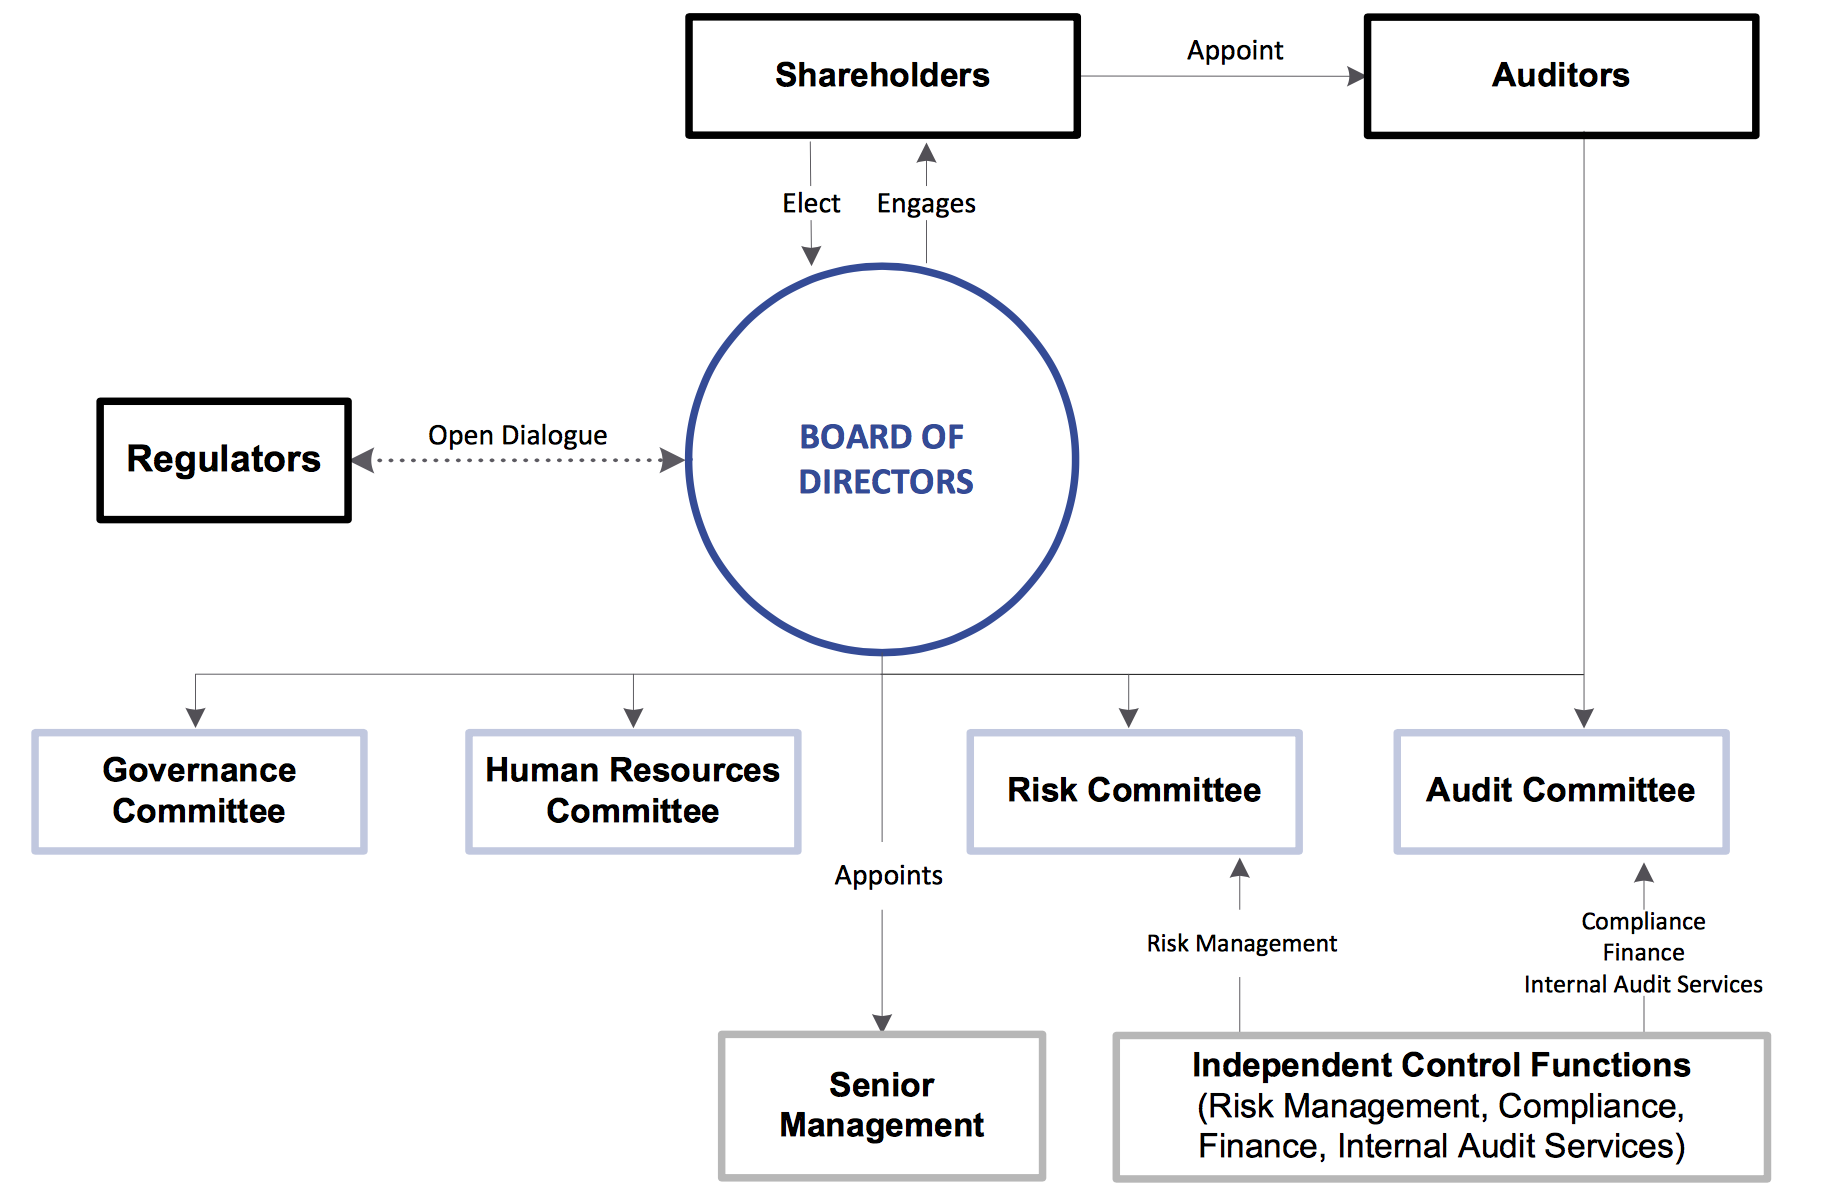 Shareholders
Appoint
Auditors
Elect
Engages
Regulators
Open Dialogue
BOARD OF
DIRECTORS
Governance
Committee
Human Resources
Committee
Risk Committee
Audit Committee
Appoints
Risk Management
Compliance
Finance
Internal Audit Services
Senior
Management
Independent Control Functions
(Risk Management, Compliance,
Finance, Internal Audit Services)